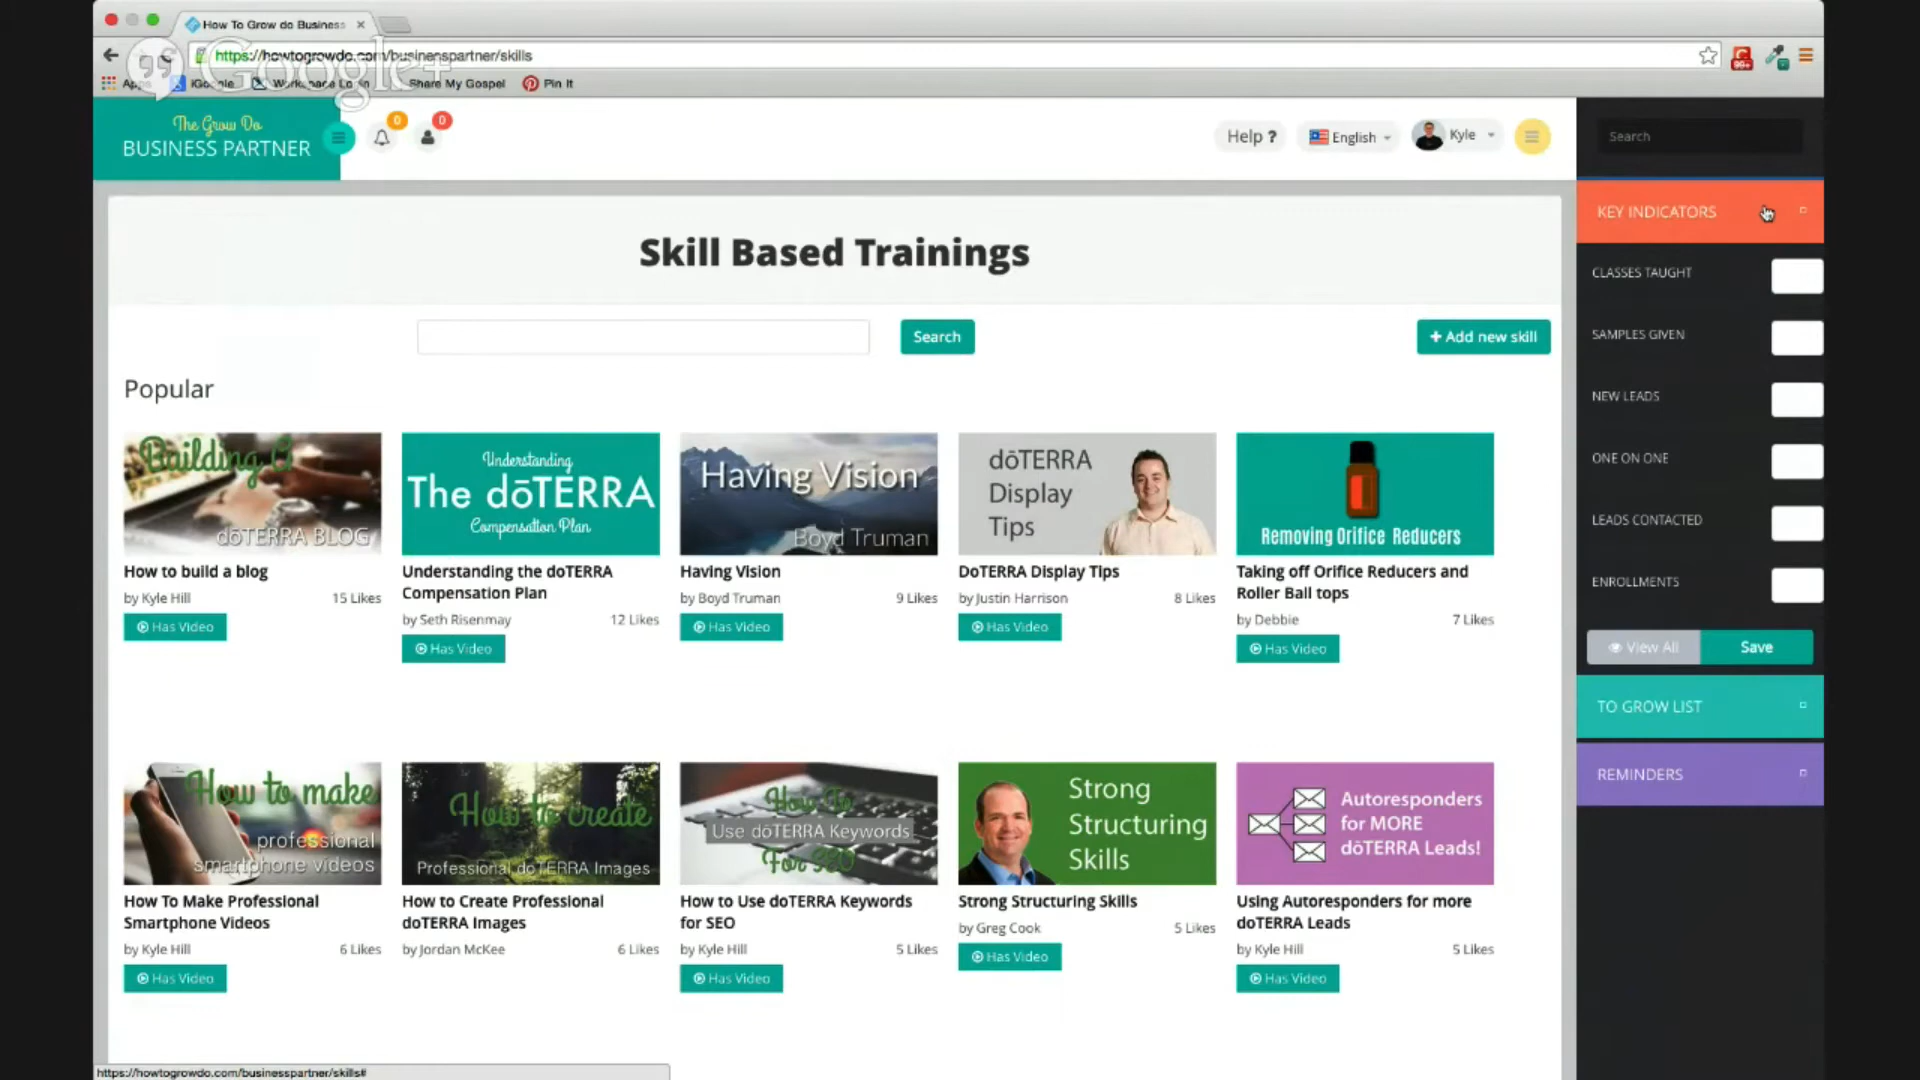 How To Grow do Business
https://howtogrowdo.com/businesspartner/skills
Google+
Share My Gospel
Pin It
The Grow Do
BUSINESS PARTNER
0
0
Help ?
English
Kyle
Search
Skill Based Trainings
Search
+ Add new skill
Popular
Building A
dōTERRA BLOG
How to build a blog
by Kyle Hill
15 Likes
Has Video
Understanding
The dōTERRA
Compensation Plan
Understanding the doTERRA
Compensation Plan
by Seth Risenmay
12 Likes
Has Video
Having Vision
Boyd Truman
Having Vision
by Boyd Truman
9 Likes
Has Video
dōTERRA
Display
Tips
DoTERRA Display Tips
by Justin Harrison
8 Likes
Has Video
Removing Orifice Reducers
Taking off Orifice Reducers and
Roller Ball tops
by Debbie
7 Likes
Has Video
How to make
professional
smartphone videos
How To Make Professional
Smartphone Videos
by Kyle Hill
6 Likes
Has Video
How to create
Professional dōTERRA Images
How to Create Professional
doTERRA Images
by Jordan McKee
6 Likes
How To
Use dōTERRA Keywords
For SEO
How to Use doTERRA Keywords
for SEO
by Kyle Hill
5 Likes
Has Video
Strong
Structuring
Skills
Strong Structuring Skills
by Greg Cook
5 Likes
Has Video
Autoresponders
for MORE
dōTERRA Leads!
Using Autoresponders for more
doTERRA Leads
by Kyle Hill
5 Likes
Has Video
KEY INDICATORS
CLASSES TAUGHT
SAMPLES GIVEN
NEW LEADS
ONE ON ONE
LEADS CONTACTED
ENROLLMENTS
View All
Save
TO GROW LIST
REMINDERS
https://howtogrowdo.com/businesspartner/skills#